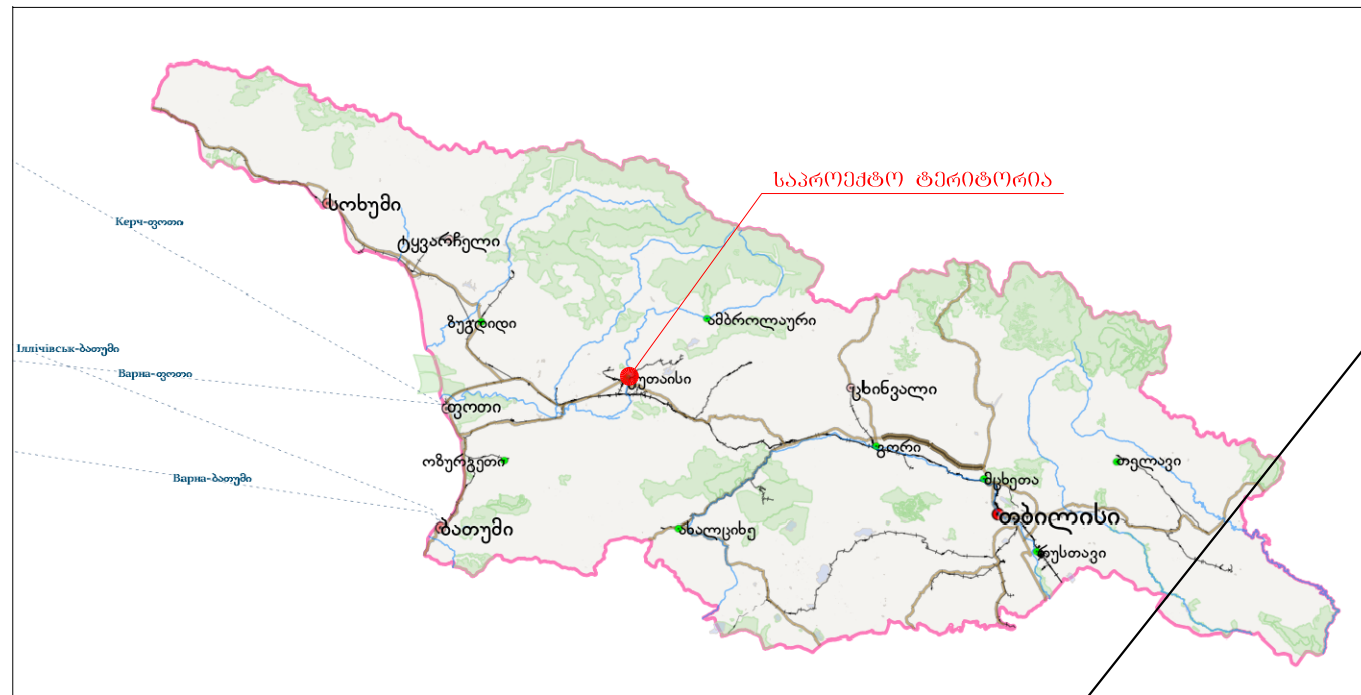 საპროექტო ტერიტორია
სოხუმი
Керч-ფოთი
ტყვარჩელი
ზუგდიდი
ამბროლაური
Іллічівськ-ბათუმი
Варна-ფოთი
ქუთაისი
ცხინვალი
ფოთი
გორი
ოზურგეთი
თელავი
Варна-ბათუმი
მცხეთა
თბილისი
ბათუმი
ახალციხე
რუსთავი